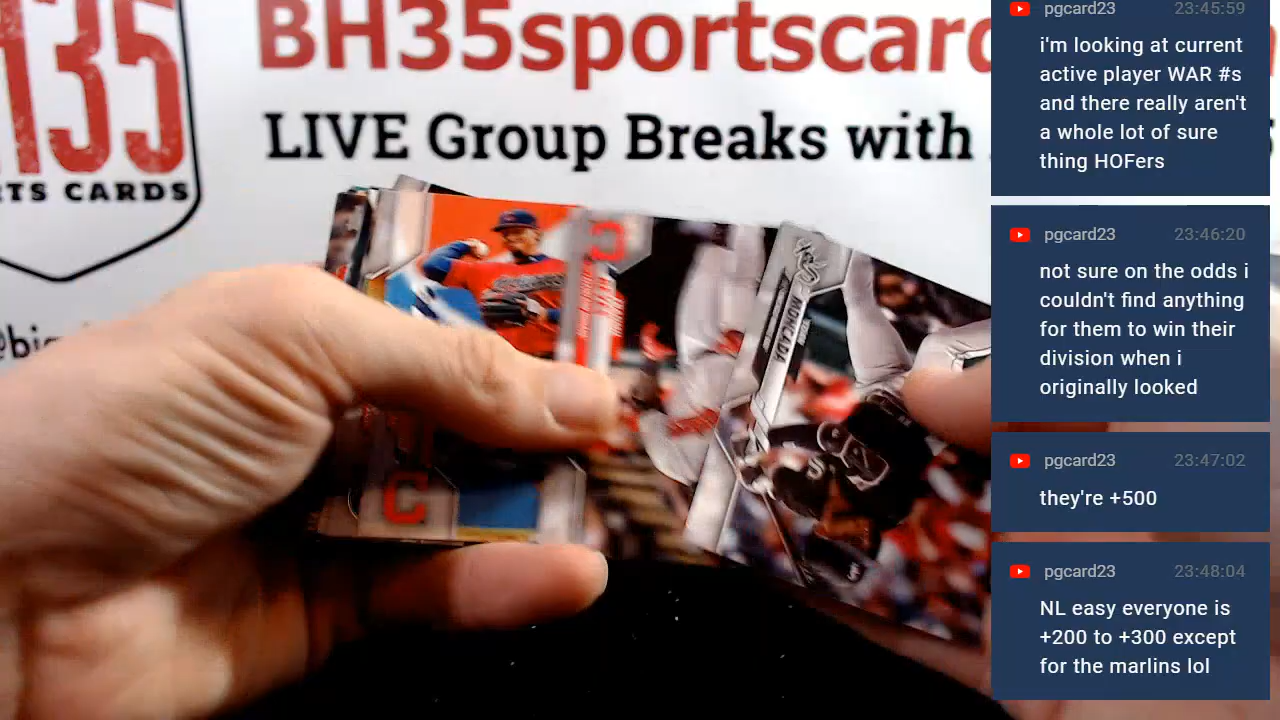 BH35sportscard
LIVE Group Breaks with
H35
TS CARDS
MONCADA
C
C
pgcard23 23:45:59
i'm looking at current
active player WAR #s
and there really aren't
a whole lot of sure
thing HOFers
pgcard23 23:46:20
not sure on the odds i
couldn't find anything
for them to win their
division when i
originally looked
pgcard23 23:47:02
they're +500
pgcard23 23:48:04
NL easy everyone is
+200 to +300 except
for the marlins lol